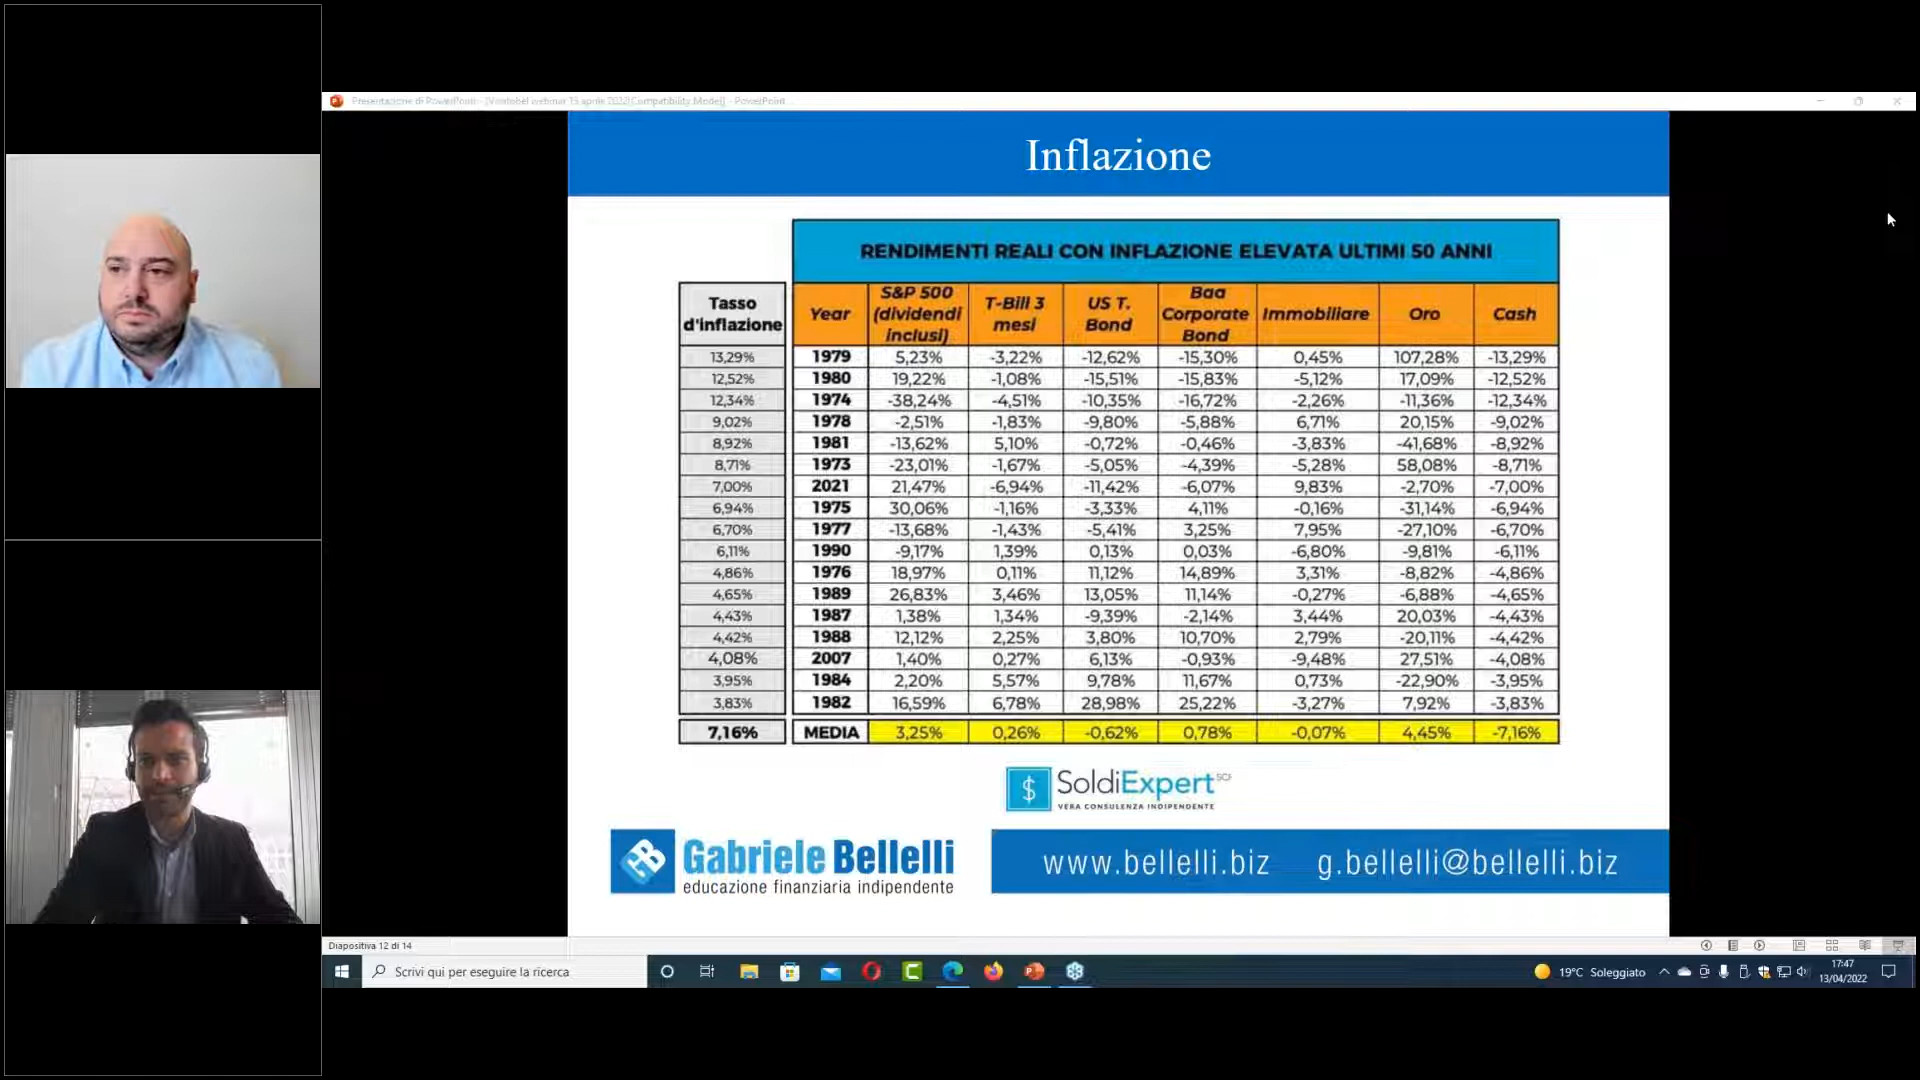 Presentazione di PowerPoint - [Vontobel webinar 13 aprile 2022[Compatibility Mode]] - PowerPoint
Inflazione
RENDIMENTI REALI CON INFLAZIONE ELEVATA ULTIMI 50 ANNI
Tasso d'inflazione Year S&P 500 (dividendi inclusi) T-Bill 3 mesi US T. Bond Baa Corporate Bond Immobiliare Oro Cash
13,29% 1979 5,23% -3,22% -12,62% -15,30% 0,45% 107,28% -13,29%
12,52% 1980 19,22% -1,08% -15,51% -15,83% -5,12% 17,09% -12,52%
12,34% 1974 -38,24% -4,51% -10,35% -16,72% -2,26% -11,36% -12,34%
9,02% 1978 -2,51% -1,83% -9,80% -5,88% 6,71% 20,15% -9,02%
8,92% 1981 -13,62% 5,10% -0,72% -0,46% -3,83% -41,68% -8,92%
8,71% 1973 -23,01% -1,67% -5,05% -4,39% -5,28% 58,08% -8,71%
7,00% 2021 21,47% -6,94% -11,42% -6,07% 9,83% -2,70% -7,00%
6,94% 1975 30,06% -1,16% -3,33% 4,11% -0,16% -31,14% -6,94%
6,70% 1977 -13,68% -1,43% -5,41% 3,25% 7,95% -27,10% -6,70%
6,11% 1990 -9,17% 1,39% 0,13% 0,03% -6,80% -9,81% -6,11%
4,86% 1976 18,97% 0,11% 11,12% 14,89% 3,31% -8,82% -4,86%
4,65% 1989 26,83% 3,46% 13,05% 11,14% -0,27% -6,88% -4,65%
4,43% 1987 1,38% 1,34% -9,39% -2,14% 3,44% 20,03% -4,43%
4,42% 1988 12,12% 2,25% 3,80% 10,70% 2,79% -20,11% -4,42%
4,08% 2007 1,40% 0,27% 6,13% -0,93% -9,48% 27,51% -4,08%
3,95% 1984 2,20% 5,57% 9,78% 11,67% 0,73% -22,90% -3,95%
3,83% 1982 16,59% 6,78% 28,98% 25,22% -3,27% 7,92% -3,83%
7,16% MEDIA 3,25% 0,26% -0,62% 0,78% -0,07% 4,45% -7,16%
$ SoldiExpert SCF
VERA CONSULENZA INDIPENDENTE
Gabriele Bellelli
educazione finanziaria indipendente
www.bellelli.biz g.bellelli@bellelli.biz
Diapositiva 12 di 14
Scrivi qui per eseguire la ricerca
19°C Soleggiato
17:47
13/04/2022